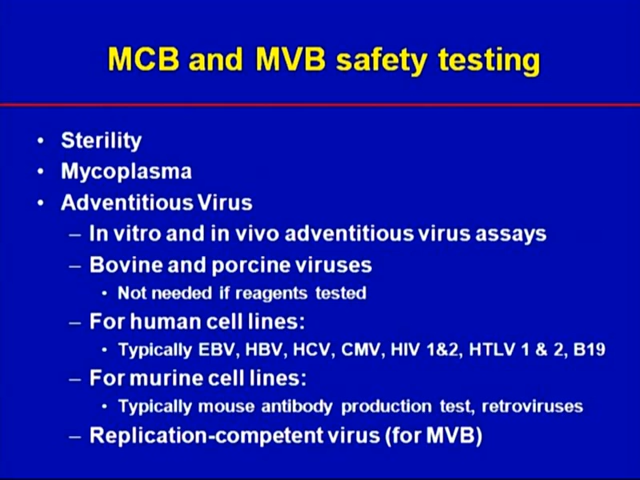 MCB and MVB safety testing
• Sterility
• Mycoplasma
• Adventitious Virus
– In vitro and in vivo adventitious virus assays
– Bovine and porcine viruses
• Not needed if reagents tested
– For human cell lines:
• Typically EBV, HBV, HCV, CMV, HIV 1&2, HTLV 1 & 2, B19
– For murine cell lines:
• Typically mouse antibody production test, retroviruses
– Replication-competent virus (for MVB)